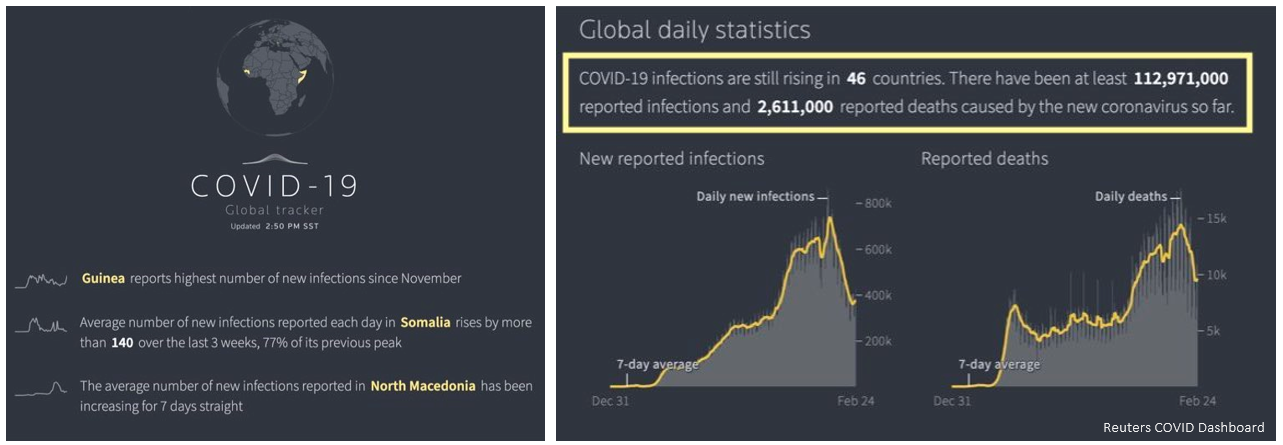 COVID-19
Global tracker
Updated 2:50 PM SST
Guinea reports highest number of new infections since November
Average number of new infections reported each day in Somalia rises by more
than 140 over the last 3 weeks, 77% of its previous peak
The average number of new infections reported in North Macedonia has been
increasing for 7 days straight
Global daily statistics
COVID-19 infections are still rising in 46 countries. There have been at least 112,971,000
reported infections and 2,611,000 reported deaths caused by the new coronavirus so far.
New reported infections
Daily new infections
800k
600k
400k
200k
7-day average
Dec 31
Feb 24
Reported deaths
Daily deaths
15k
10k
5k
7-day average
Dec 31
Feb 24
Reuters COVID Dashboard